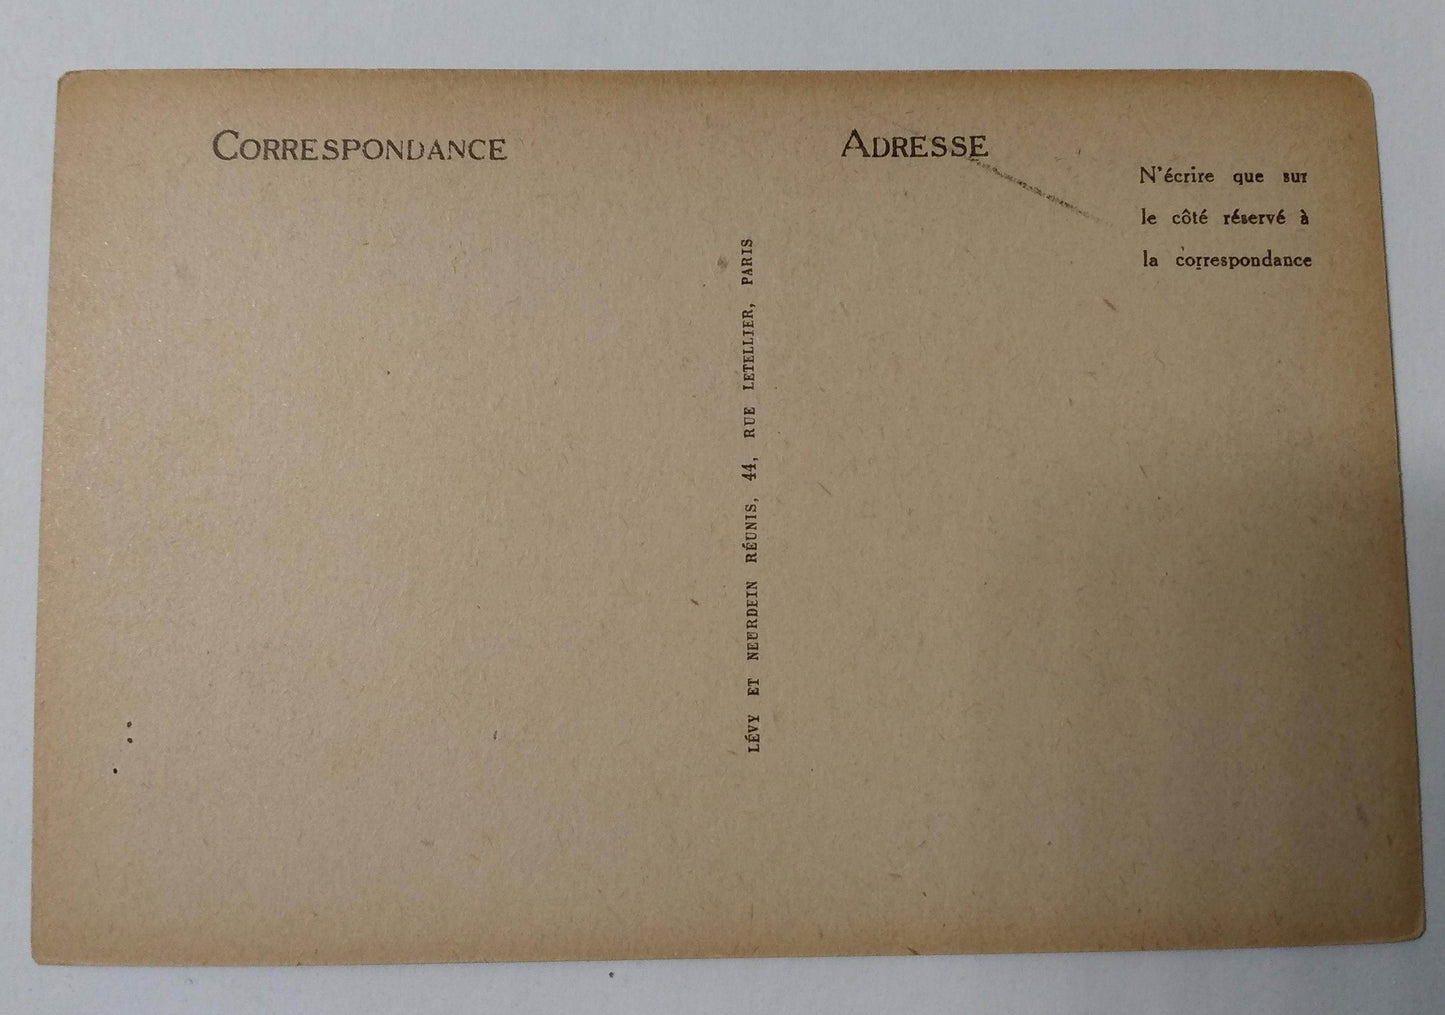 CORRESPONDANCE
ADRESSE
N'écrire que sur
le côté réservé à
la correspondance
LÉVY ET NEURDEIN RÉUNIS, 44, RUE LETELLIER, PARIS